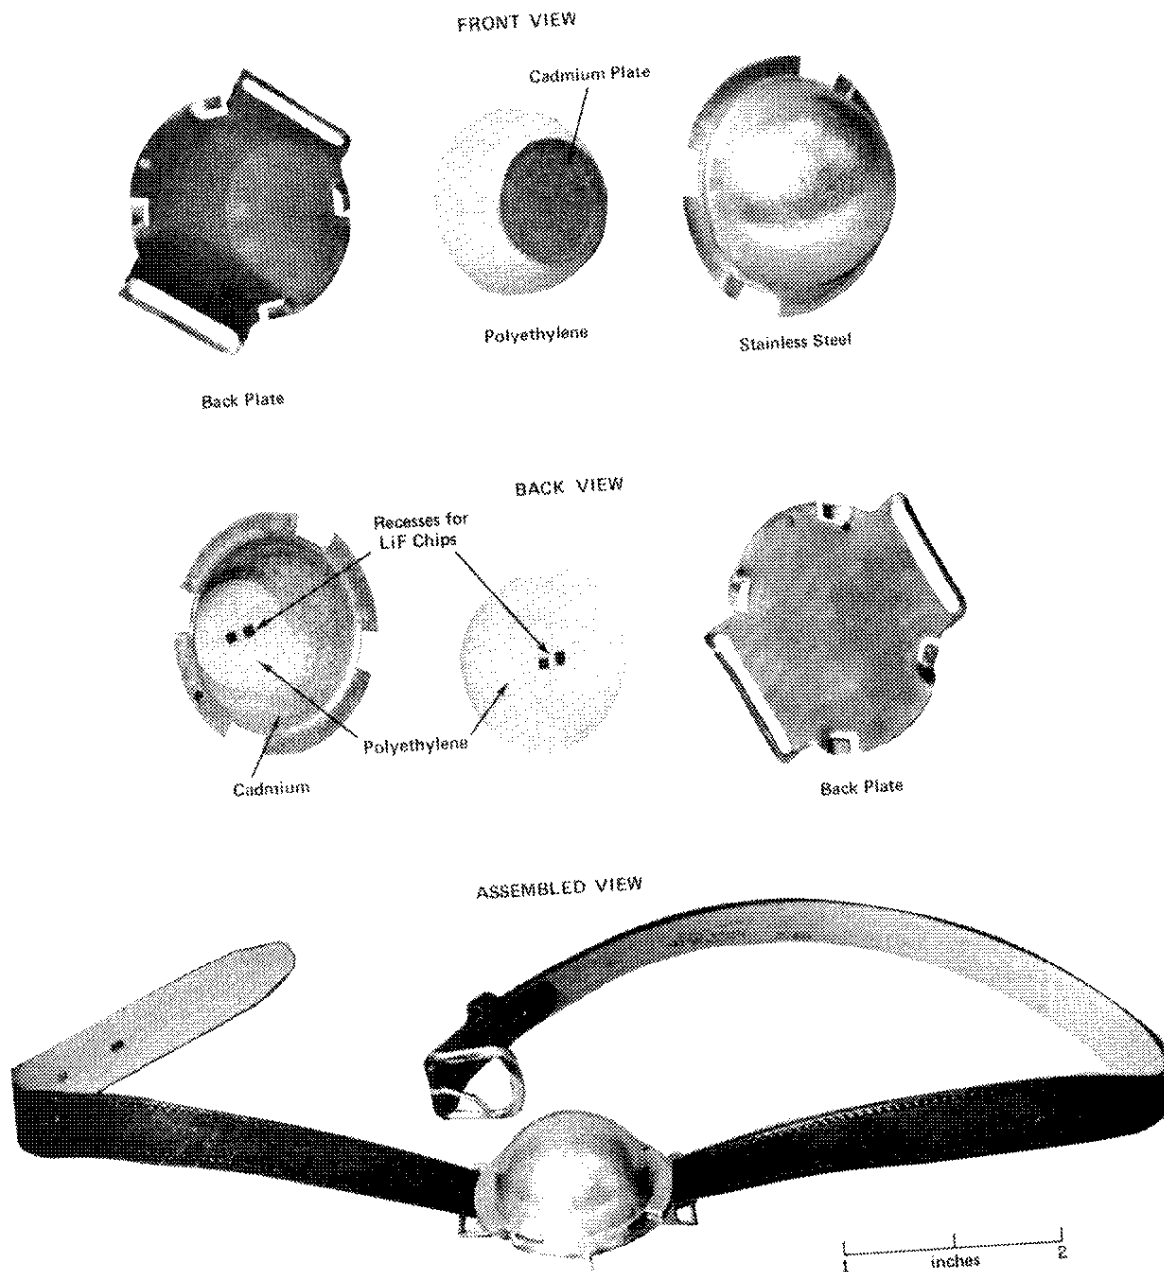 FRONT VIEW
Cadmium Plate
Polyethylene
Stainless Steel
Back Plate
BACK VIEW
Recesses for
LiF Chips
Polyethylene
Cadmium
Back Plate
ASSEMBLED VIEW
1 inches 2